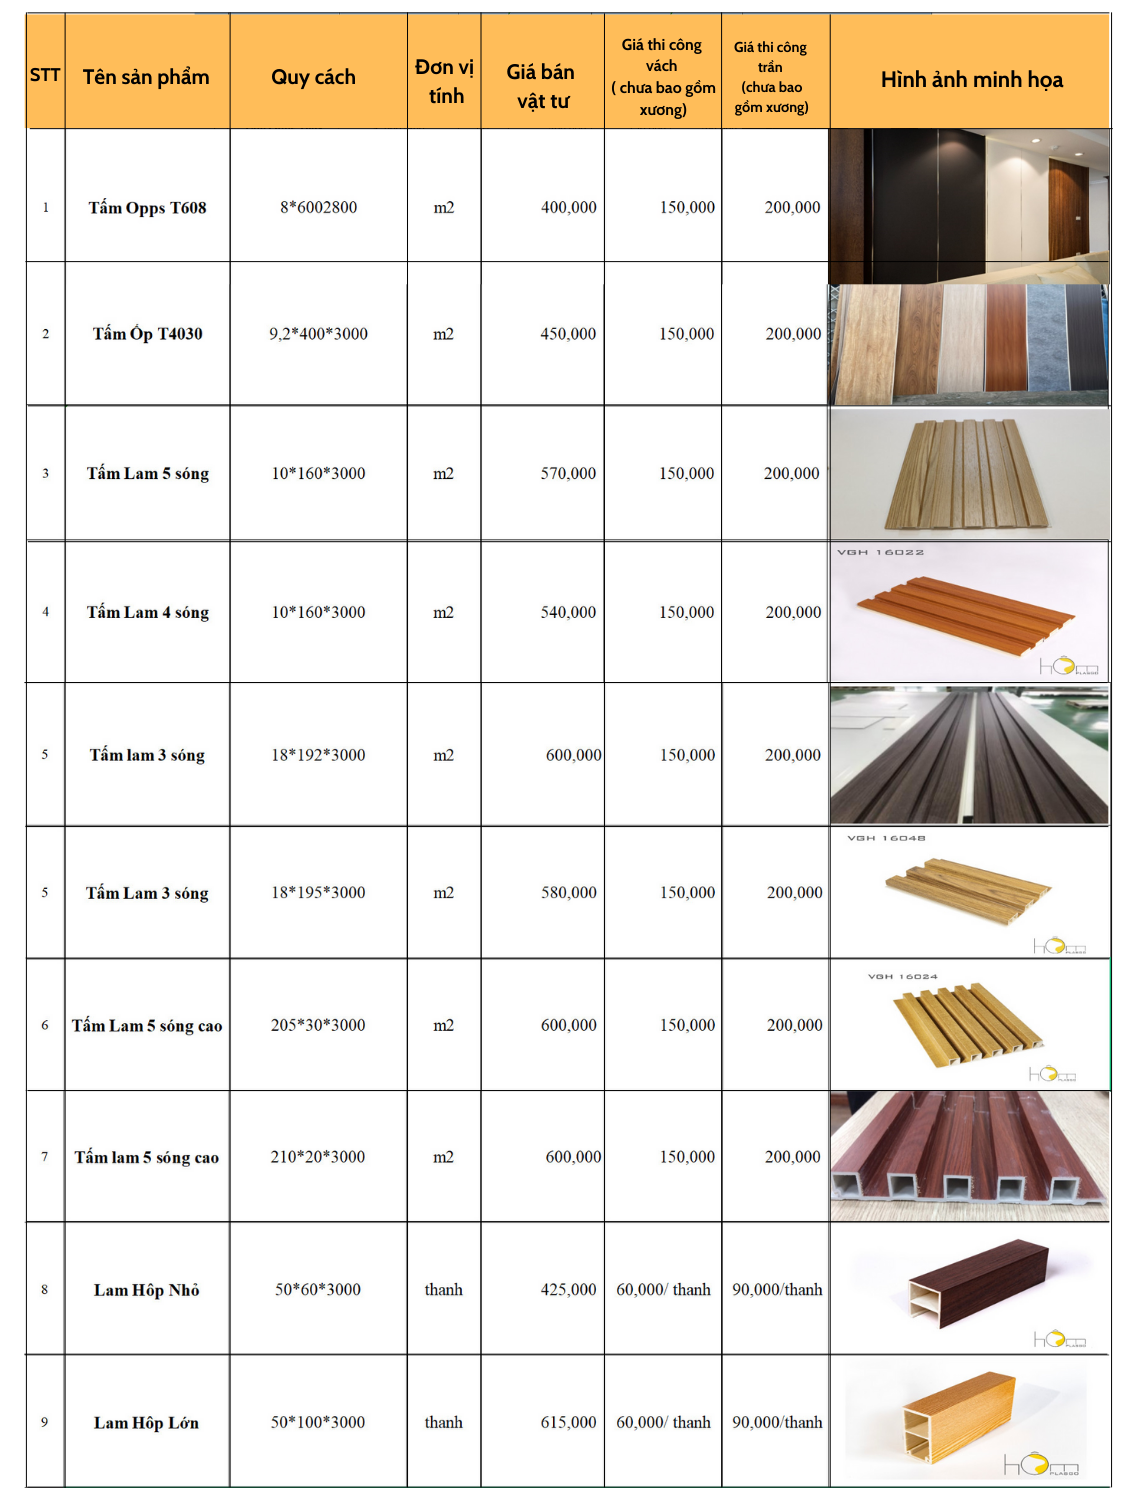 STT Tên sản phẩm Quy cách Đơn vị tính Giá bán vật tư Giá thi công vách ( chưa bao gồm xương) Giá thi công trần (chưa bao gồm xương) Hình ảnh minh họa
1 Tấm Opps T608 8*6002800 m2 400,000 150,000 200,000
2 Tấm Ốp T4030 9,2*400*3000 m2 450,000 150,000 200,000
3 Tấm Lam 5 sóng 10*160*3000 m2 570,000 150,000 200,000
VGH 16022
4 Tấm Lam 4 sóng 10*160*3000 m2 540,000 150,000 200,000
hôm PLASCO
5 Tấm lam 3 sóng 18*192*3000 m2 600,000 150,000 200,000
VGH 16048
5 Tấm Lam 3 sóng 18*195*3000 m2 580,000 150,000 200,000
hôm
VGH 16024
6 Tấm Lam 5 sóng cao 205*30*3000 m2 600,000 150,000 200,000
hôm
7 Tấm lam 5 sóng cao 210*20*3000 m2 600,000 150,000 200,000
8 Lam Hôp Nhỏ 50*60*3000 thanh 425,000 60,000/ thanh 90,000/thanh
hôm
9 Lam Hôp Lớn 50*100*3000 thanh 615,000 60,000/ thanh 90,000/thanh
hôm